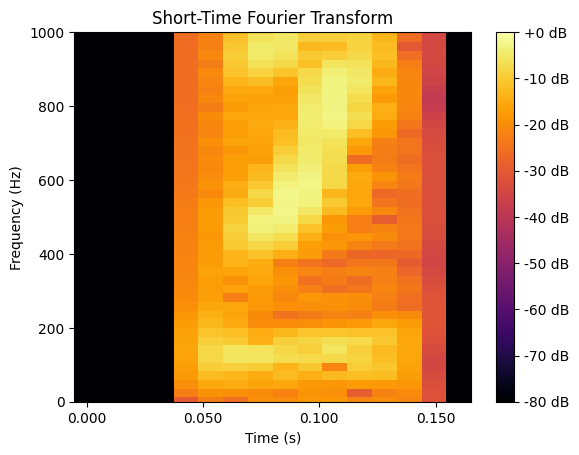 Short-Time Fourier Transform
1000
800
600
400
200
0
Frequency (Hz)
0.000
0.050
0.100
0.150
Time (s)
+0 dB
-10 dB
-20 dB
-30 dB
-40 dB
-50 dB
-60 dB
-70 dB
-80 dB